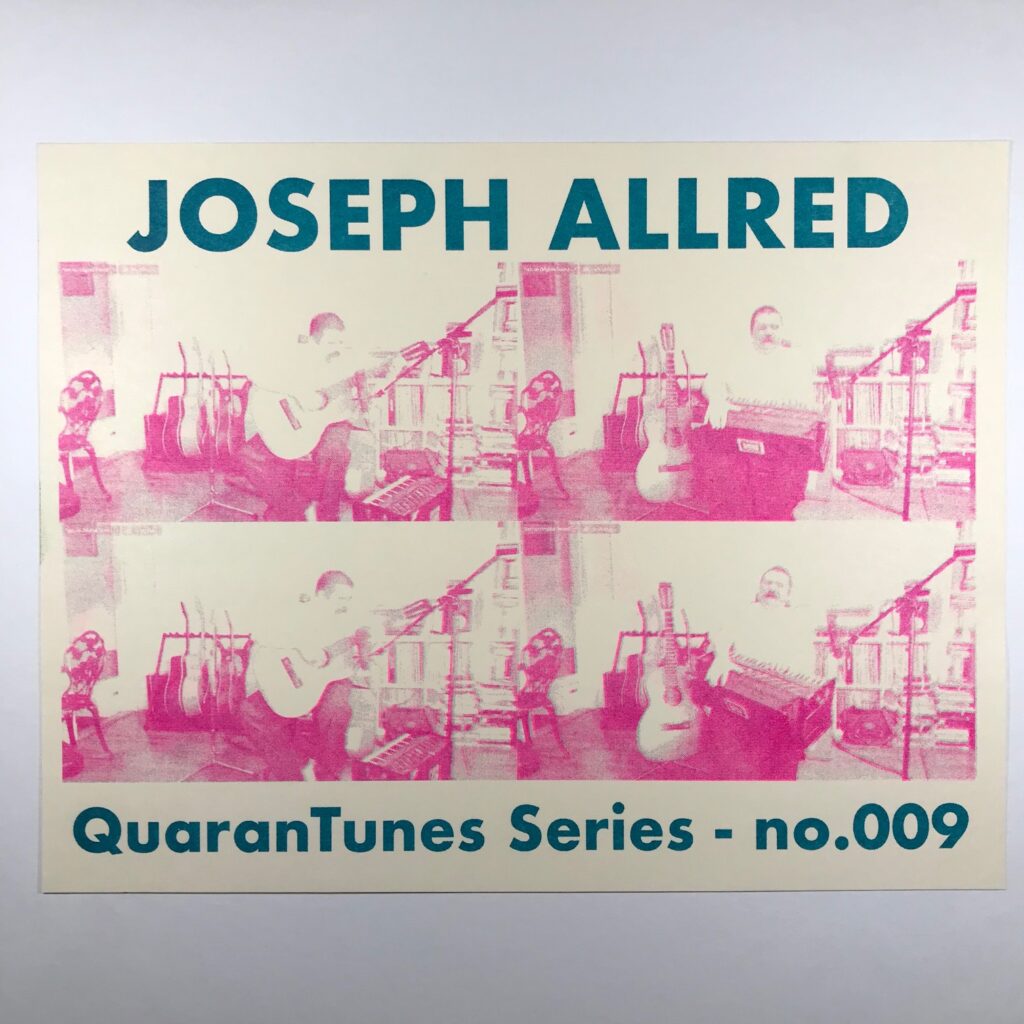 JOSEPH ALLRED
QuaranTunes Series - no.009